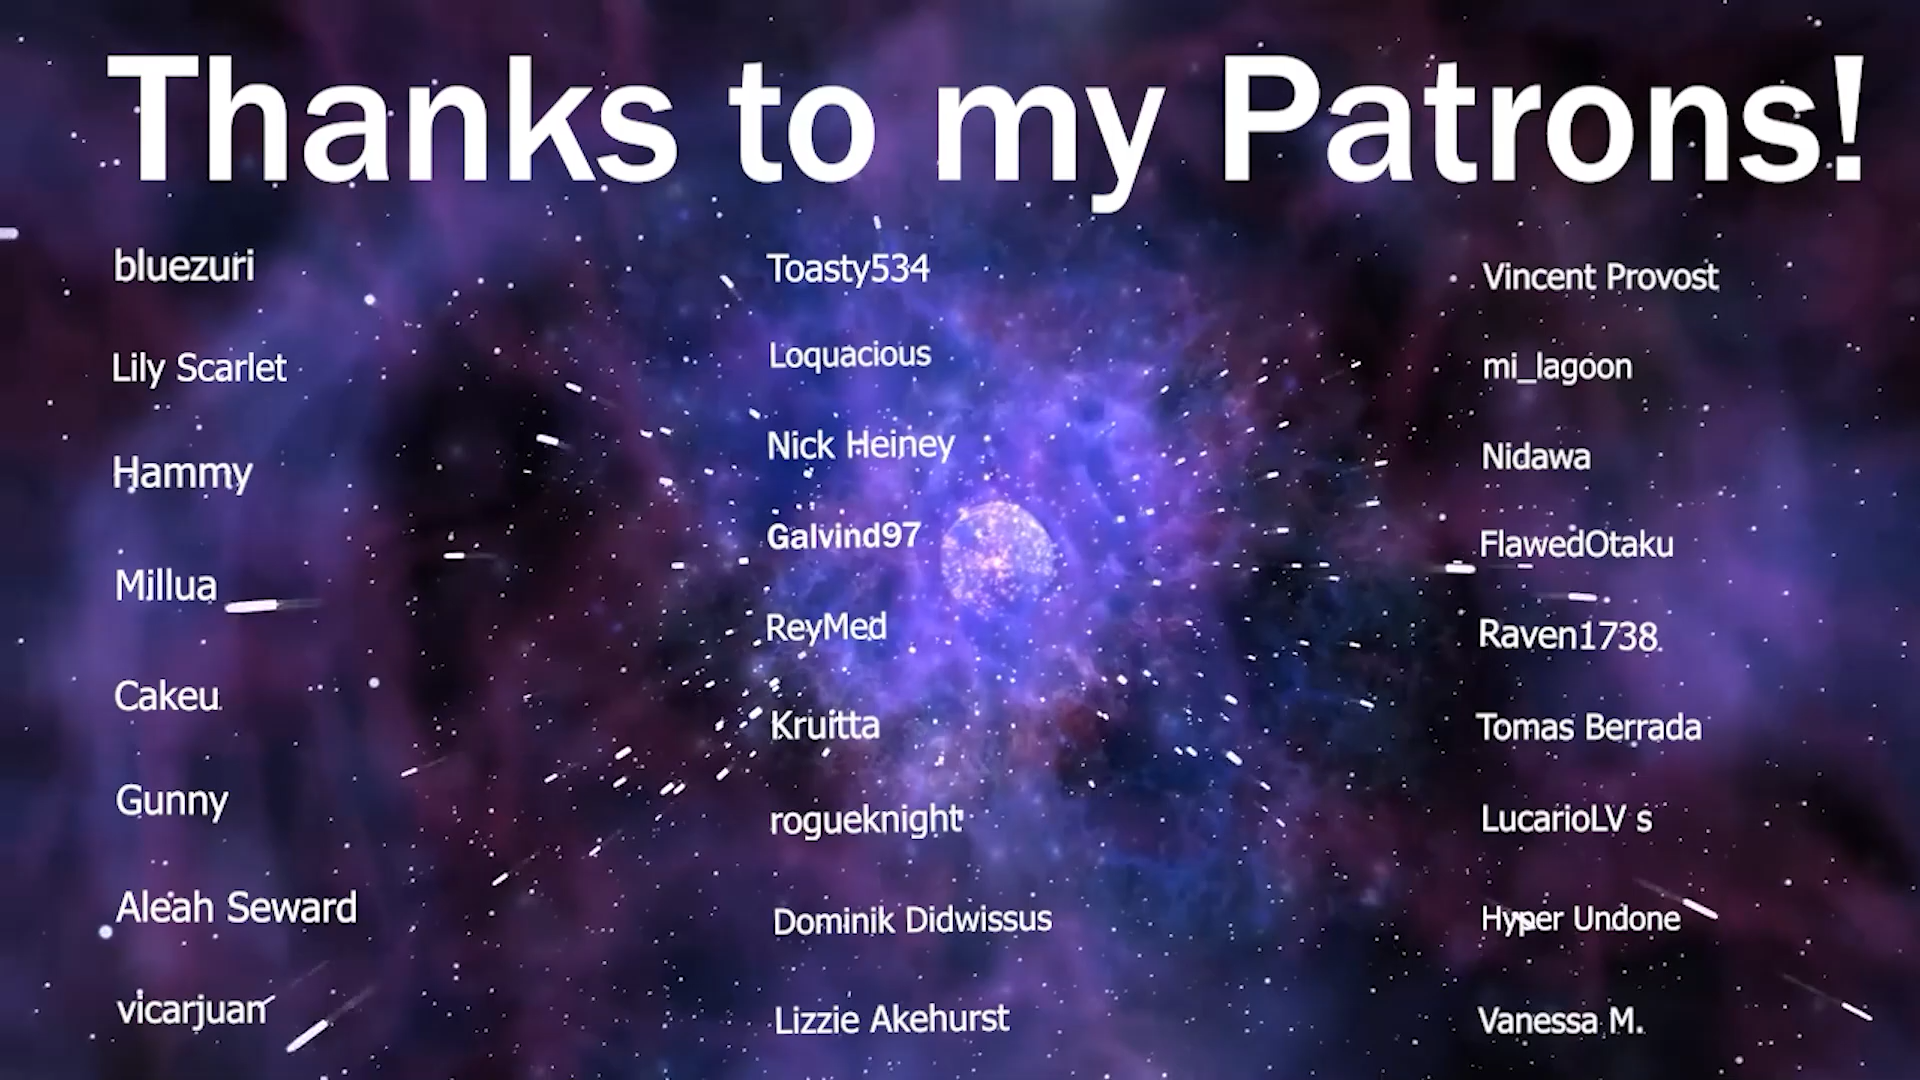 Thanks to my Patrons!
bluezuri
Lily Scarlet
Hammy
Millua
Cakeu
Gunny
Aleah Seward
vicarjuan
Toasty534
Loquacious
Nick Heiney
Galvind97
ReyMed
Kruitta
rogueknight
Dominik Didwissus
Lizzie Akehurst
Vincent Provost
mi_lagoon
Nidawa
FlawedOtaku
Raven1738
Tomas Berrada
LucarioLV s
Hyper Undone
Vanessa M.